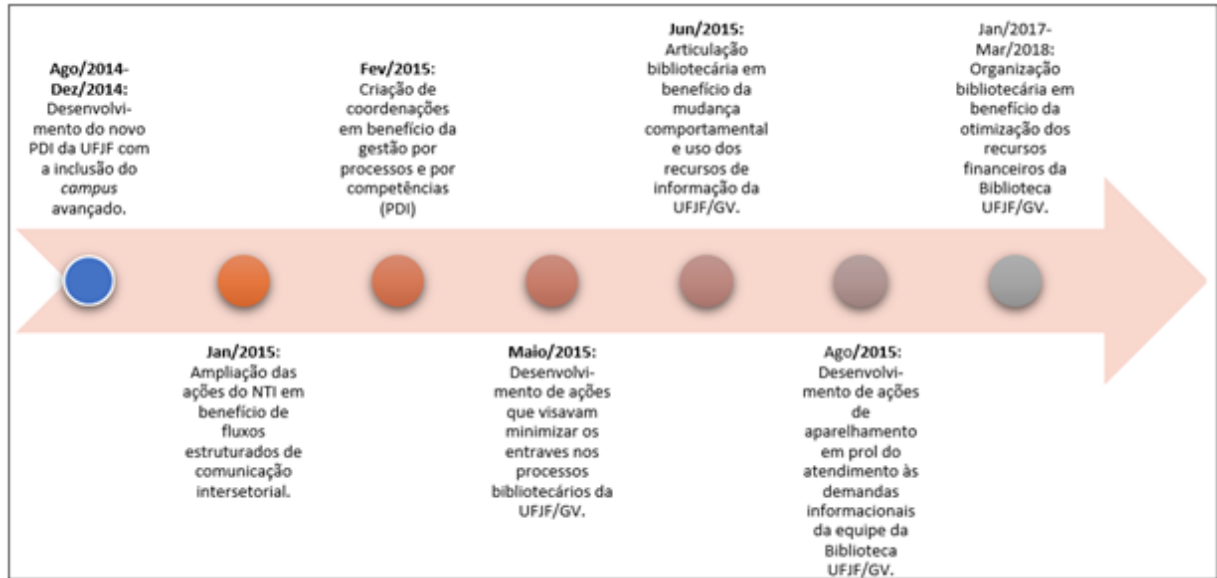 Ago/2014-
Dez/2014:
Desenvolvi-
mento do novo
PDI da UFJF com
a inclusão do
campus
avançado.
Jan/2015:
Ampliação das
ações do NTI em
benefício de
fluxos
estruturados de
comunicação
intersetorial.
Fev/2015:
Criação de
coordenações
em benefício da
gestão por
processos e por
competências
(PDI)
Maio/2015:
Desenvolvi-
mento de ações
que visavam
minimizar os
entraves nos
processos
bibliotecários da
UFJF/GV.
Jun/2015:
Articulação
bibliotecária em
benefício da
mudança
comportamental
e uso dos
recursos de
informação da
UFJF/GV.
Ago/2015:
Desenvolvi-
mento de ações
de
aparelhamento
em prol do
atendimento às
demandas
informacionais
da equipe da
Biblioteca
UFJF/GV.
Jan/2017-
Mar/2018:
Organização
bibliotecária em
benefício da
otimização dos
recursos
financeiros da
Biblioteca
UFJF/GV.